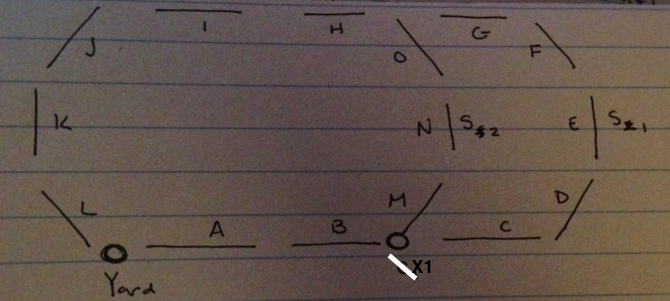 J I H O G F
K N S2 E S1
L A B M C D
X1
Yard